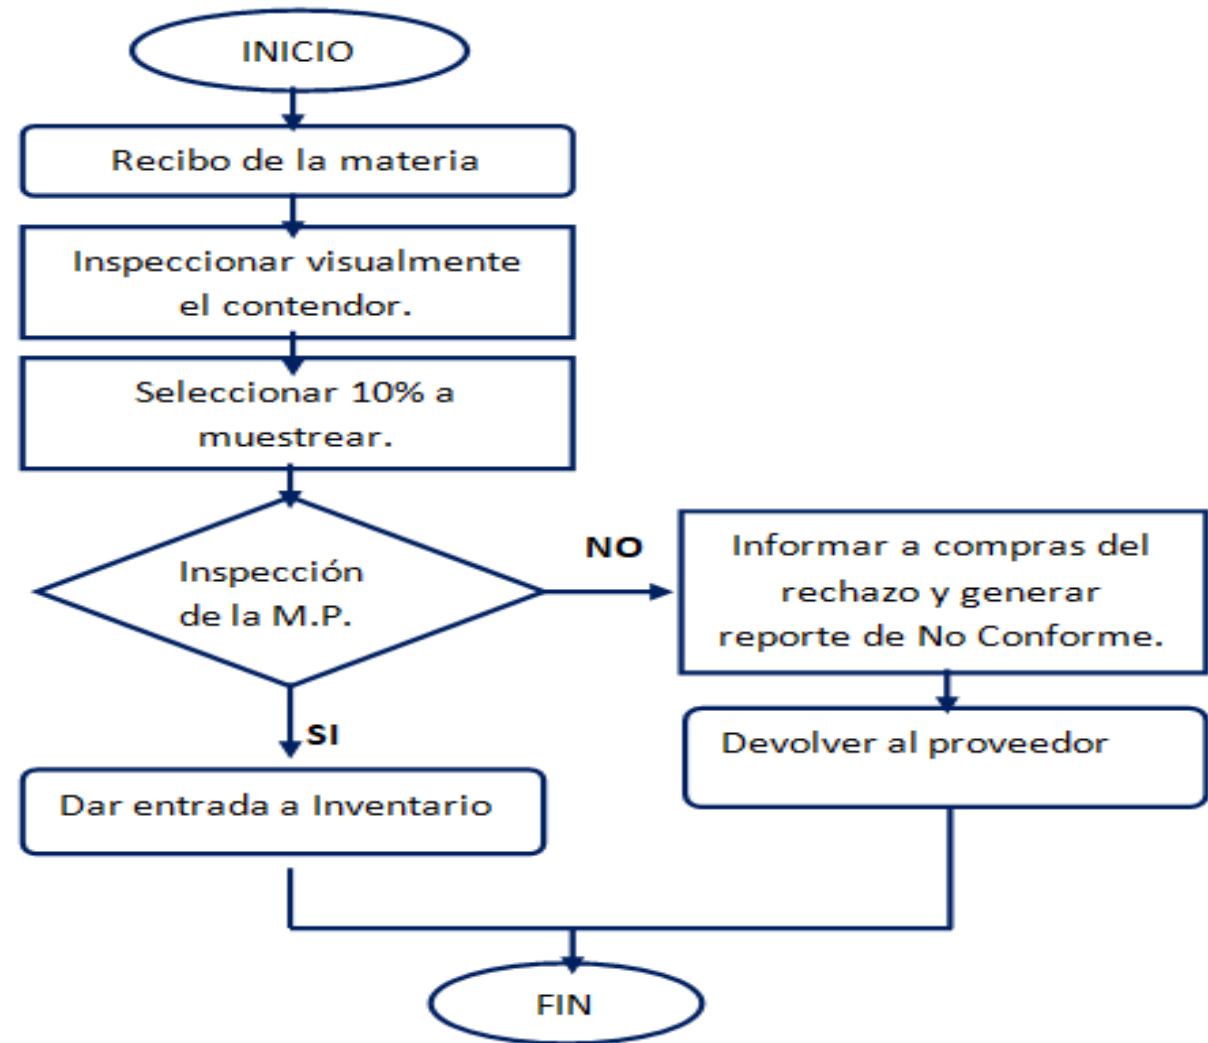 INICIO
Recibo de la materia
Inspeccionar visualmente
el contendor.
Seleccionar 10% a
muestrear.
Inspección
de la M.P.
NO
Informar a compras del
rechazo y generar
reporte de No Conforme.
SI
Devolver al proveedor
Dar entrada a Inventario
FIN